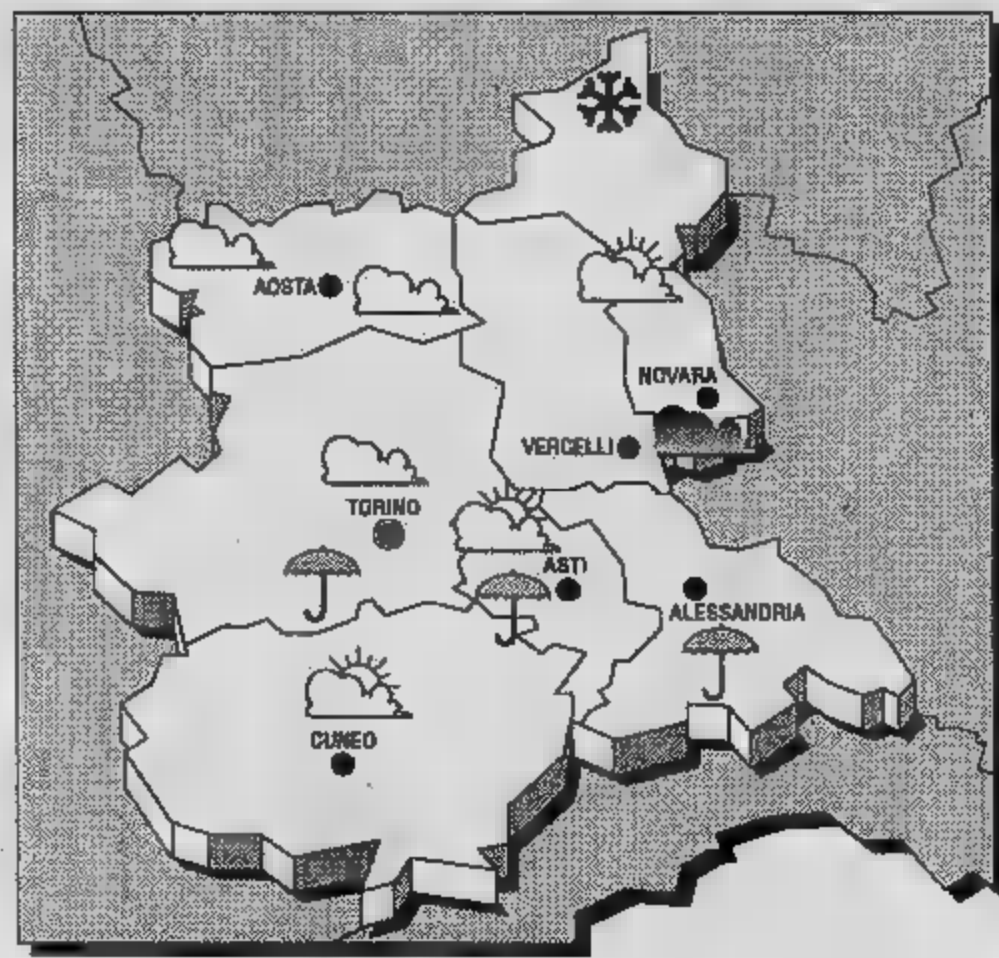 AOSTA
NOVARA
VERCELLI
TORINO
ASTI
ALESSANDRIA
CUNEO